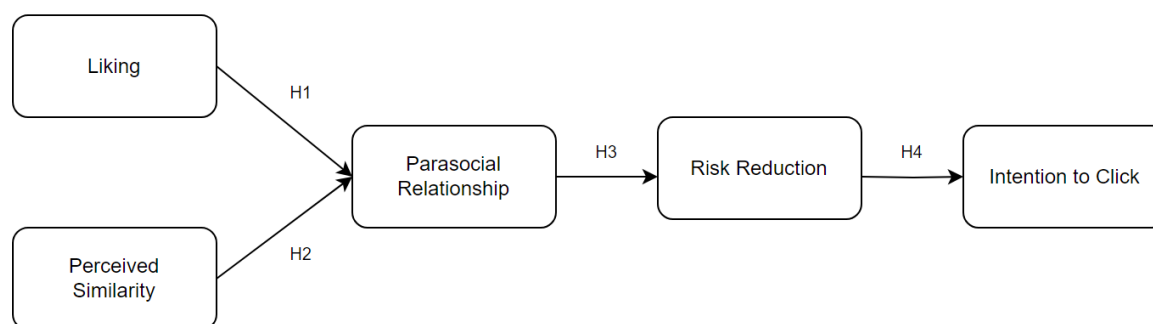 Liking
H1
Parasocial
Relationship
H3
Risk Reduction
H4
Intention to Click
H2
Perceived
Similarity